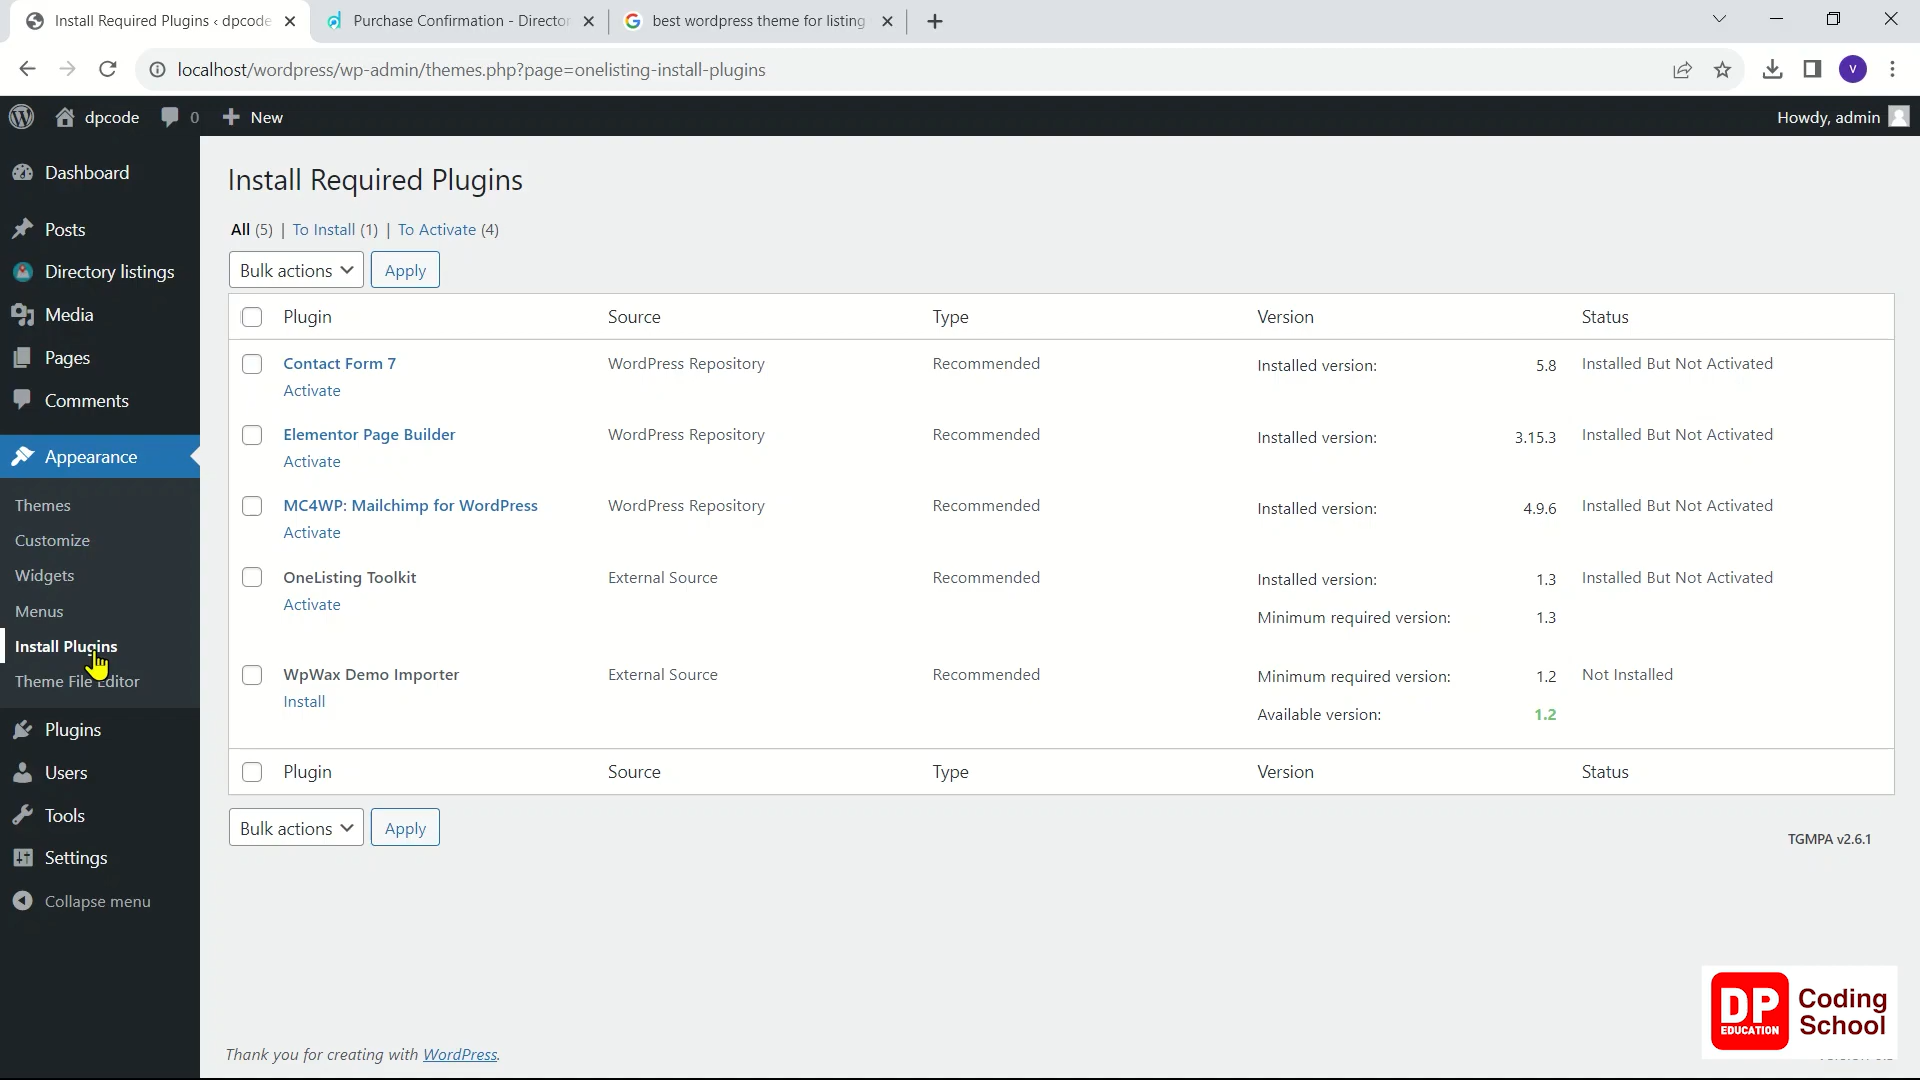 Install Required Plugins ‹ dpcode
Purchase Confirmation - Director
best wordpress theme for listing
localhost/wordpress/wp-admin/themes.php?page=onelisting-install-plugins
V
dpcode
0
New
Howdy, admin
Dashboard
Posts
Directory listings
Media
Pages
Comments
Appearance
Themes
Customize
Widgets
Menus
Install Plugins
Theme File Editor
Plugins
Users
Tools
Settings
Collapse menu
Install Required Plugins
All (5) | To Install (1) | To Activate (4)
Bulk actions Apply
Plugin Source Type Version Status
Contact Form 7 WordPress Repository Recommended Installed version: 5.8 Installed But Not Activated
Activate
Elementor Page Builder WordPress Repository Recommended Installed version: 3.15.3 Installed But Not Activated
Activate
MC4WP: Mailchimp for WordPress WordPress Repository Recommended Installed version: 4.9.6 Installed But Not Activated
Activate
OneListing Toolkit External Source Recommended Installed version: 1.3 Installed But Not Activated
Activate
Minimum required version: 1.3
WpWax Demo Importer External Source Recommended Minimum required version: 1.2 Not Installed
Install
Available version: 1.2
Plugin Source Type Version Status
Bulk actions Apply
TGMPA v2.6.1
Thank you for creating with WordPress.
DP
EDUCATION
Coding
School